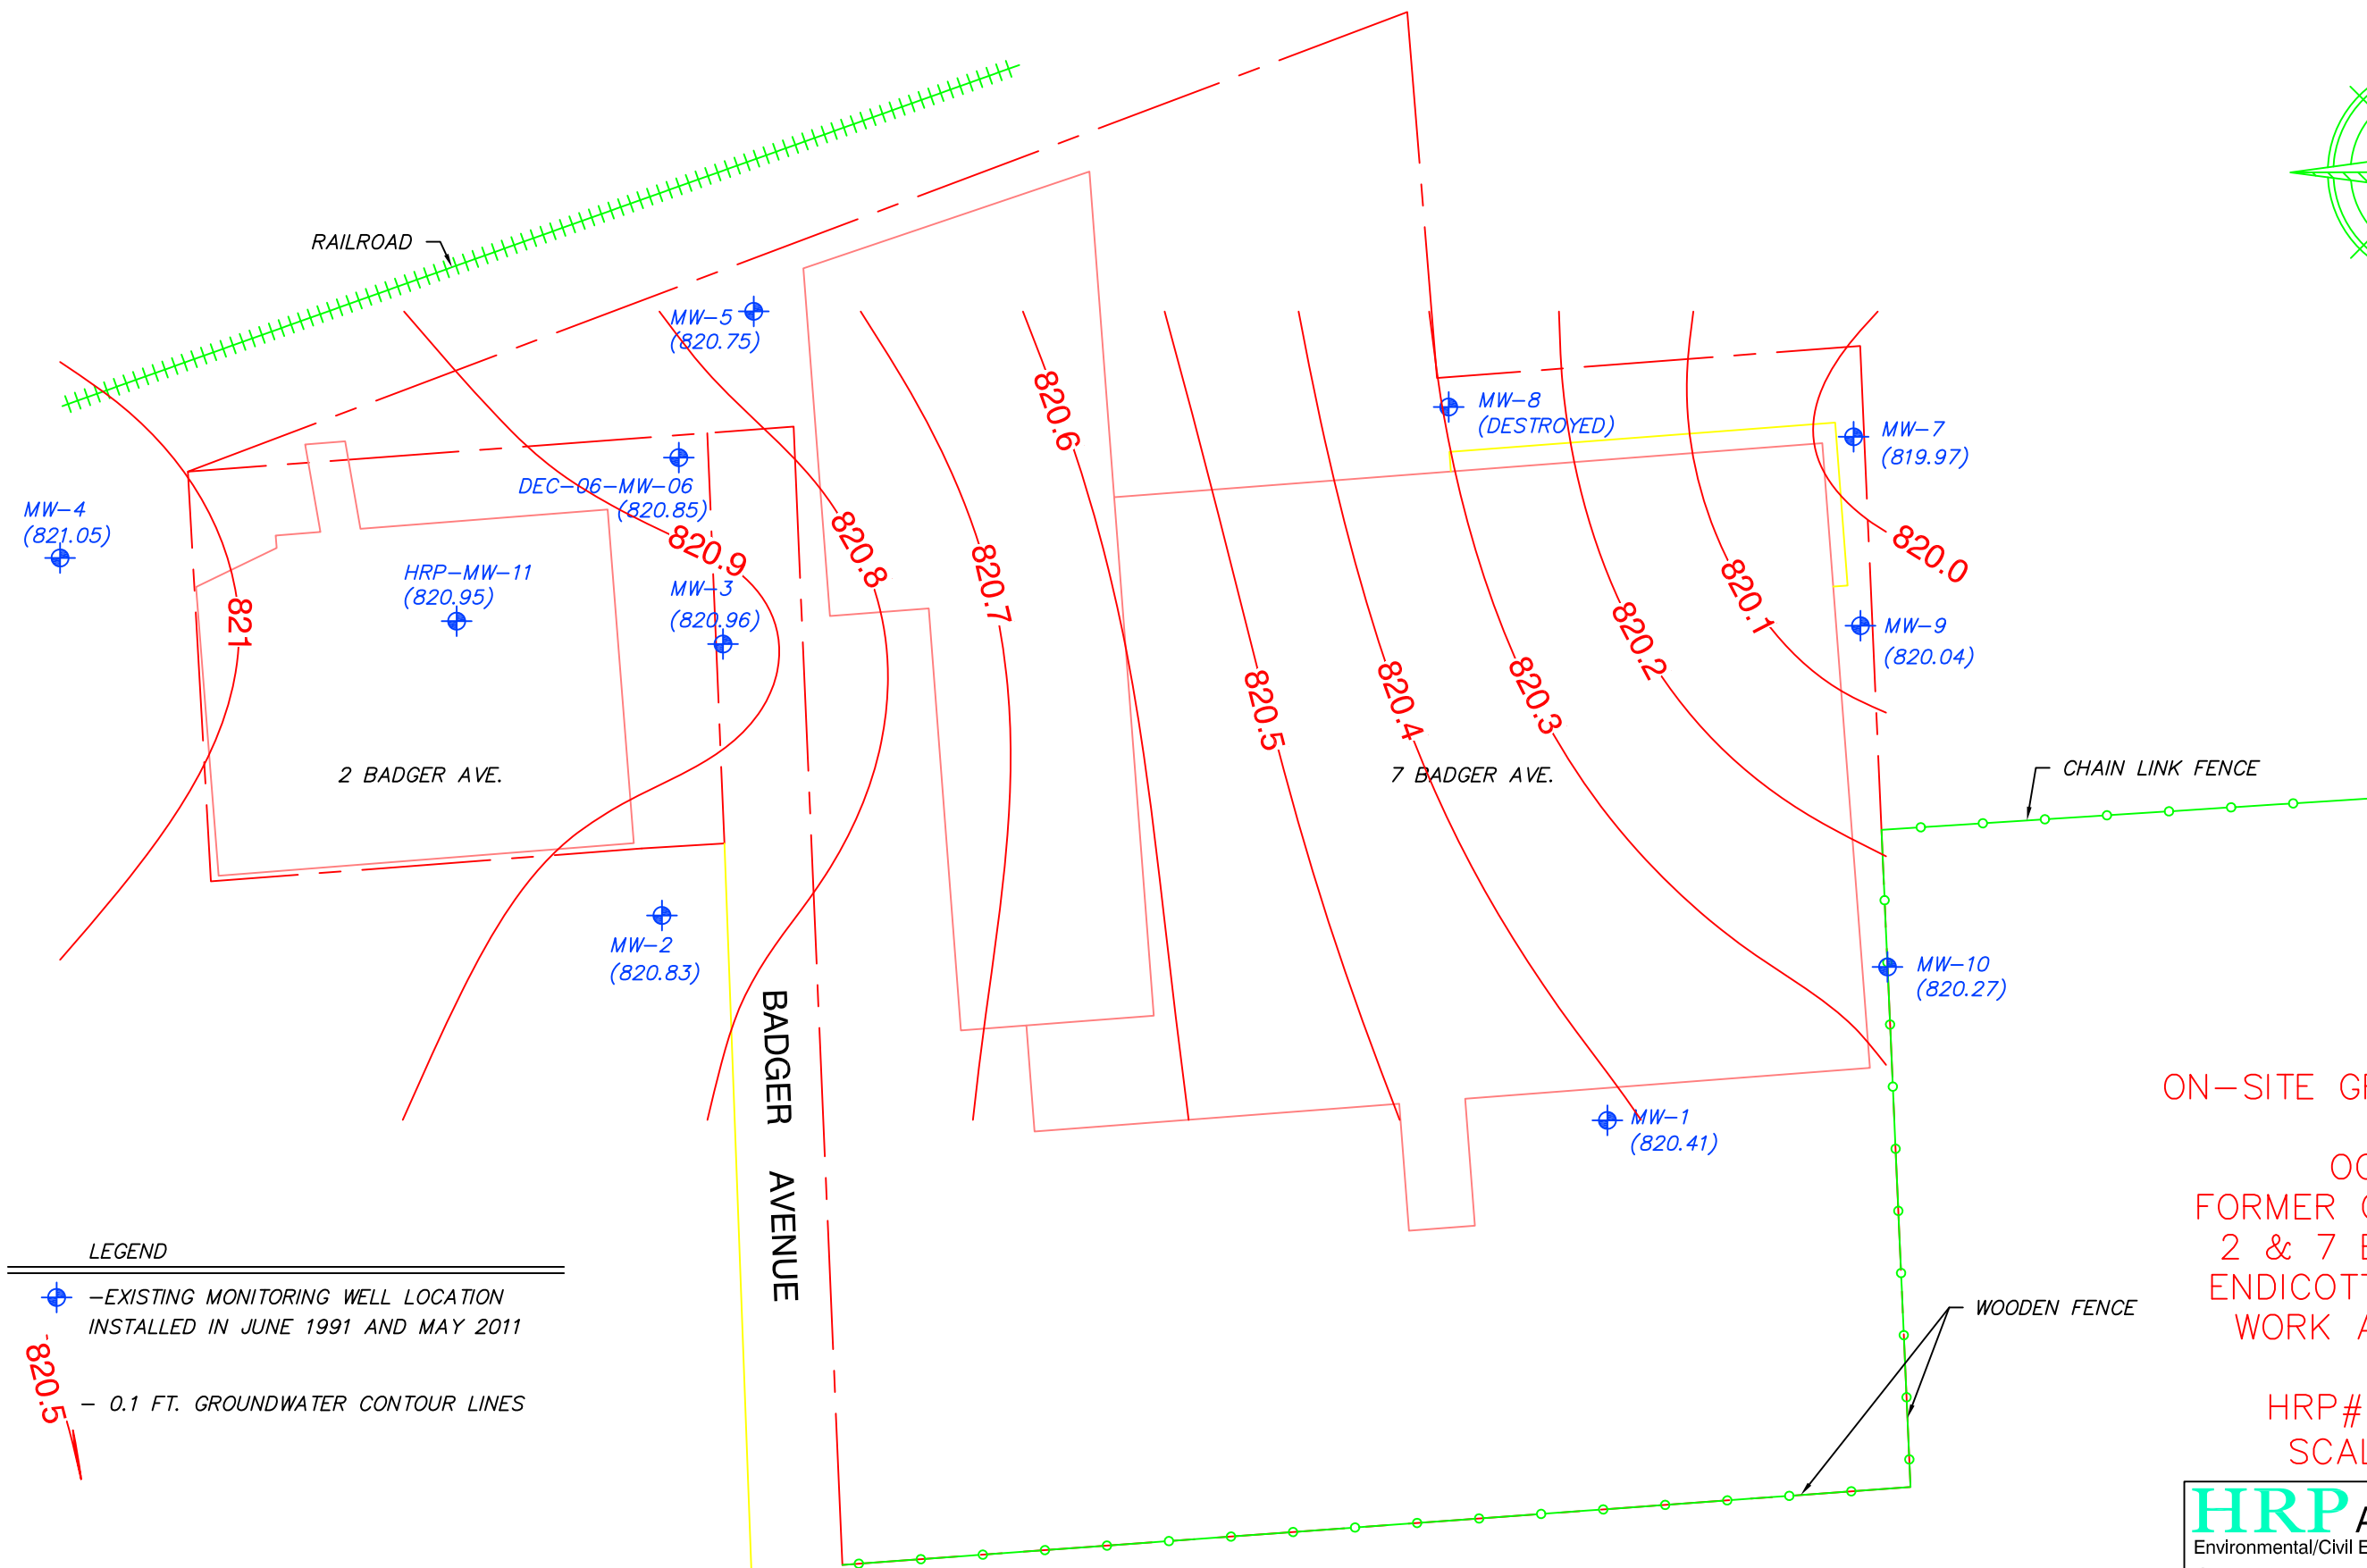 RAILROAD
MW-5
(820.75)
MW-8
(DESTROYED)
MW-7
(819.97)
820.6
DEC-06-MW-06
(820.85)
MW-4
(821.05)
820.9
820.8
820.7
820.0
820.1
HRP-MW-11
(820.95)
MW-3
(820.96)
821
820.2
MW-9
(820.04)
820.5
820.4
820.3
2 BADGER AVE.
7 BADGER AVE.
CHAIN LINK FENCE
MW-2
(820.83)
MW-10
(820.27)
BADGER AVENUE
MW-1
(820.41)
ON-SITE
FORMER
2 & 7
ENDICOTT
WORK
HRP#
LEGEND
-EXISTING MONITORING WELL LOCATION
INSTALLED IN JUNE 1991 AND MAY 2011
820.5
- 0.1 FT. GROUNDWATER CONTOUR LINES
WOODEN FENCE
HRP
Environmental/Civil